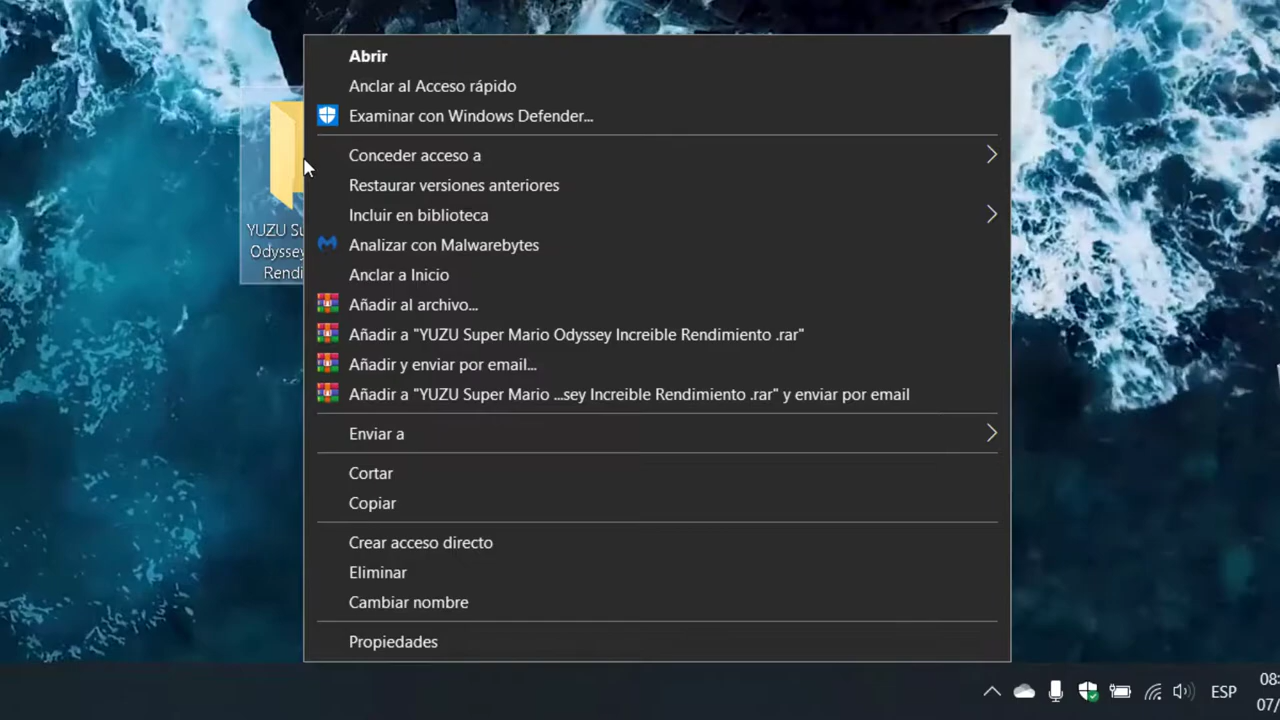 Abrir
Anclar al Acceso rápido
Examinar con Windows Defender...
Conceder acceso a
Restaurar versiones anteriores
Incluir en biblioteca
Analizar con Malwarebytes
Anclar a Inicio
Añadir al archivo...
Añadir a "YUZU Super Mario Odyssey Increible Rendimiento .rar"
Añadir y enviar por email...
Añadir a "YUZU Super Mario ...sey Increible Rendimiento .rar" y enviar por email
Enviar a
Cortar
Copiar
Crear acceso directo
Eliminar
Cambiar nombre
Propiedades
YUZU Su
Odyssey
Rendi
ESP
08:
07/